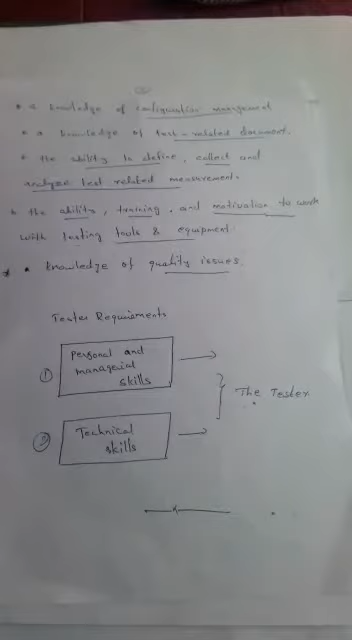 • a knowledge of configuration management
• a knowledge of test-related document.
• the ability to define, collect and
analyze test related measurements.
• the ability, training, and motivation to work
with testing tools & equipment.
• knowledge of quality issues.
Tester Requirements
① Personal and
managerial
skills
The Tester
② Technical
skills